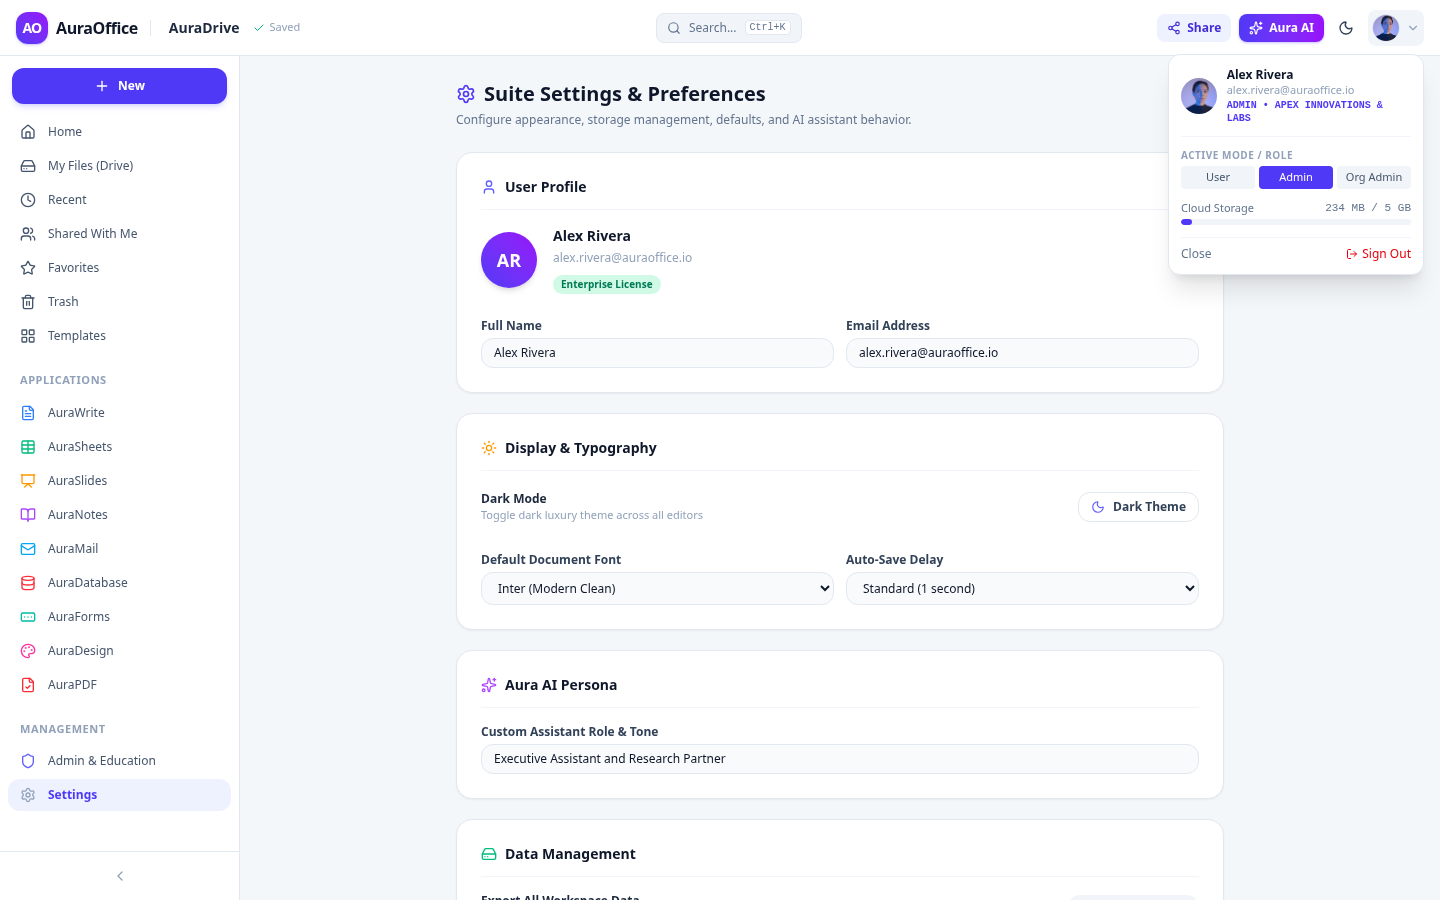 AO AuraOffice
AuraDrive
Saved
Search... Ctrl+K
Share
Aura AI
New
Home
My Files (Drive)
Recent
Shared With Me
Favorites
Trash
Templates
APPLICATIONS
AuraWrite
AuraSheets
AuraSlides
AuraNotes
AuraMail
AuraDatabase
AuraForms
AuraDesign
AuraPDF
MANAGEMENT
Admin & Education
Settings
Suite Settings & Preferences
Configure appearance, storage management, defaults, and AI assistant behavior.
User Profile
AR
Alex Rivera
alex.rivera@auraoffice.io
Enterprise License
Full Name
Alex Rivera
Email Address
alex.rivera@auraoffice.io
Display & Typography
Dark Mode
Toggle dark luxury theme across all editors
Dark Theme
Default Document Font
Inter (Modern Clean)
Auto-Save Delay
Standard (1 second)
Aura AI Persona
Custom Assistant Role & Tone
Executive Assistant and Research Partner
Data Management
Export All Workspace Data
Alex Rivera
alex.rivera@auraoffice.io
ADMIN • APEX INNOVATIONS &
LABS
ACTIVE MODE / ROLE
User
Admin
Org Admin
Cloud Storage
234 MB / 5 GB
Close
Sign Out